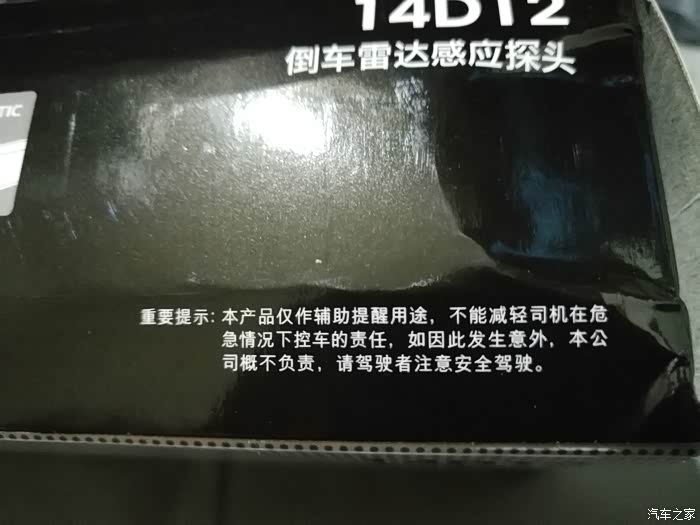 14D12
倒车雷达感应探头
TIC
重要提示：本产品仅作辅助提醒用途，不能减轻司机在危
急情况下控车的责任，如因此发生意外，本公
司概不负责，请驾驶者注意安全驾驶。
汽车之家